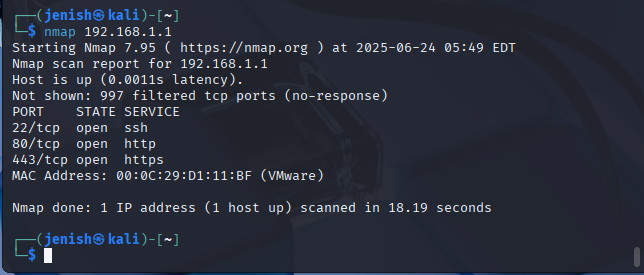 ┌──(jenish㉿kali)-[~]
└─$ nmap 192.168.1.1
Starting Nmap 7.95 ( https://nmap.org ) at 2025-06-24 05:49 EDT
Nmap scan report for 192.168.1.1
Host is up (0.0011s latency).
Not shown: 997 filtered tcp ports (no-response)
PORT    STATE SERVICE
22/tcp  open  ssh
80/tcp  open  http
443/tcp open  https
MAC Address: 00:0C:29:D1:11:BF (VMware)
Nmap done: 1 IP address (1 host up) scanned in 18.19 seconds
┌──(jenish㉿kali)-[~]
└─$